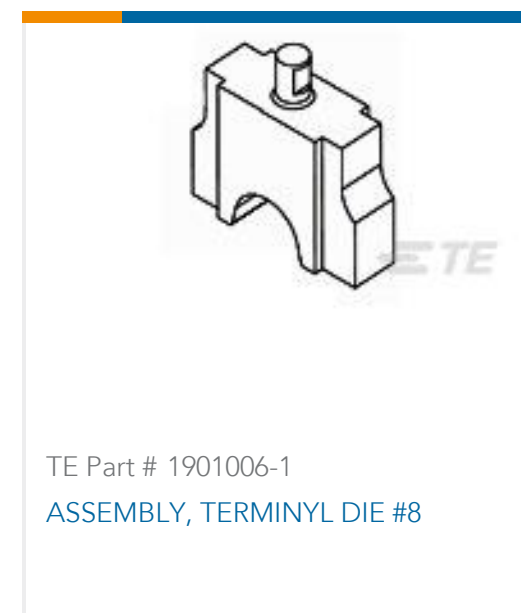 TE
TE Part # 1901006-1
ASSEMBLY, TERMINYL DIE #8